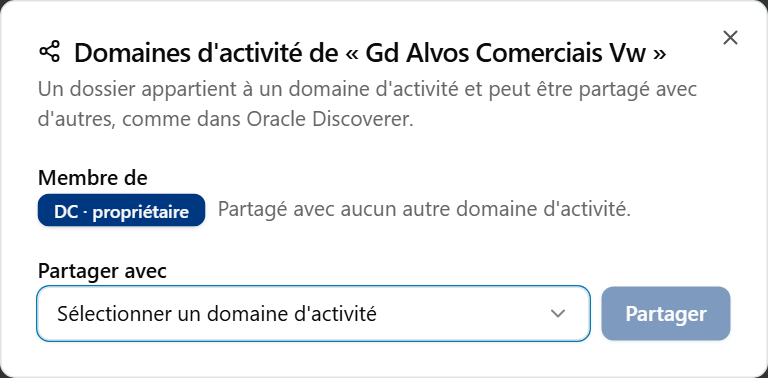 Domaines d'activité de « Gd Alvos Comerciais Vw »
Un dossier appartient à un domaine d'activité et peut être partagé avec
d'autres, comme dans Oracle Discoverer.
Membre de
DC · propriétaire Partagé avec aucun autre domaine d'activité.
Partager avec
Sélectionner un domaine d'activité
Partager